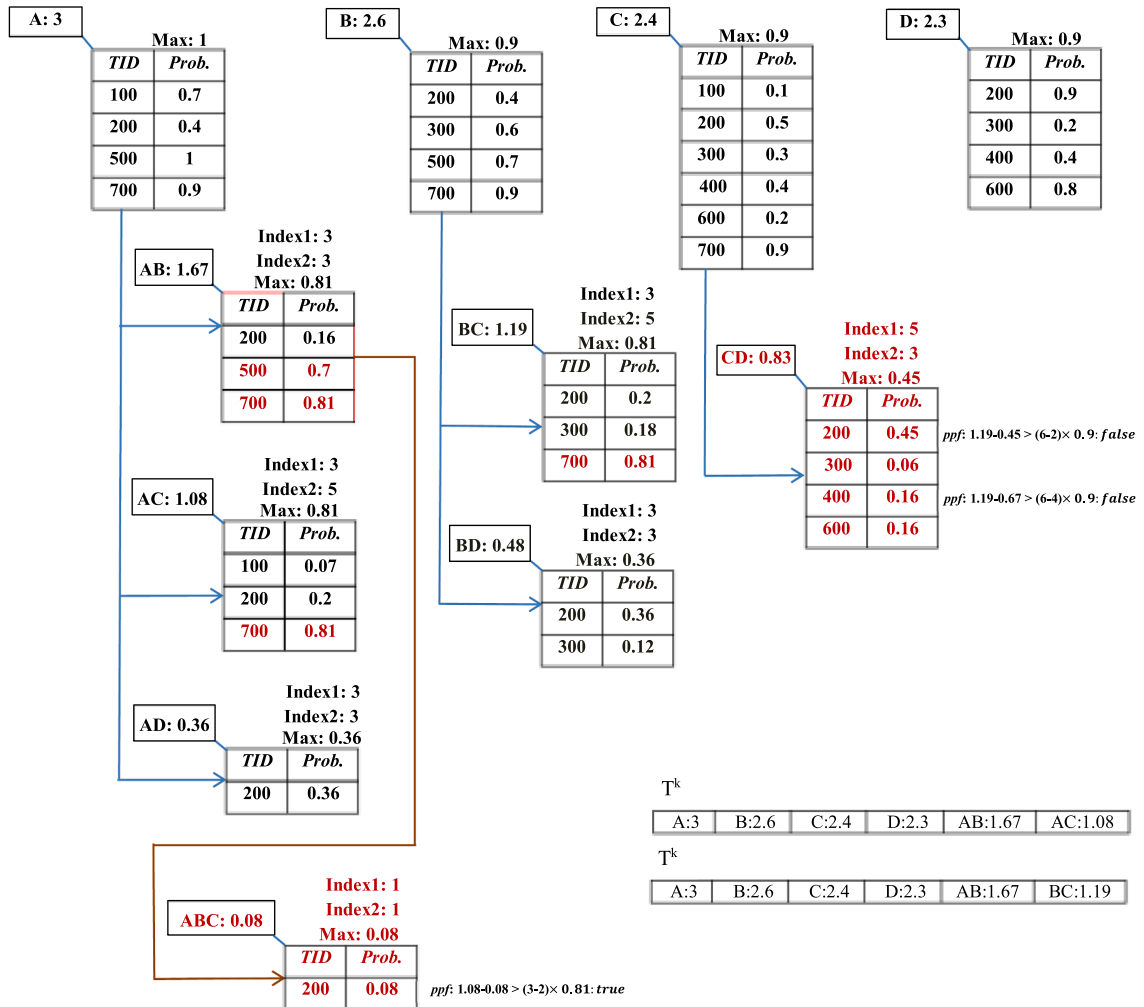 A: 3
Max: 1
TID Prob.
100 0.7
200 0.4
500 1
700 0.9
B: 2.6
Max: 0.9
TID Prob.
200 0.4
300 0.6
500 0.7
700 0.9
C: 2.4
Max: 0.9
TID Prob.
100 0.1
200 0.5
300 0.3
400 0.4
600 0.2
700 0.9
D: 2.3
Max: 0.9
TID Prob.
200 0.9
300 0.2
400 0.4
600 0.8
AB: 1.67
Index1: 3
Index2: 3
Max: 0.81
TID Prob.
200 0.16
500 0.7
700 0.81
BC: 1.19
Index1: 3
Index2: 5
Max: 0.81
TID Prob.
200 0.2
300 0.18
700 0.81
CD: 0.83
Index1: 5
Index2: 3
Max: 0.45
TID Prob.
200 0.45
ppf: 1.19-0.45 > (6-2)× 0.9: false
300 0.06
400 0.16
ppf: 1.19-0.67 > (6-4)× 0.9: false
600 0.16
AC: 1.08
Index1: 3
Index2: 5
Max: 0.81
TID Prob.
100 0.07
200 0.2
700 0.81
BD: 0.48
Index1: 3
Index2: 3
Max: 0.36
TID Prob.
200 0.36
300 0.12
AD: 0.36
Index1: 3
Index2: 3
Max: 0.36
TID Prob.
200 0.36
ABC: 0.08
Index1: 1
Index2: 1
Max: 0.08
TID Prob.
200 0.08
ppf: 1.08-0.08 > (3-2)× 0.81: true
T^k
A:3 B:2.6 C:2.4 D:2.3 AB:1.67 AC:1.08
T^k
A:3 B:2.6 C:2.4 D:2.3 AB:1.67 BC:1.19